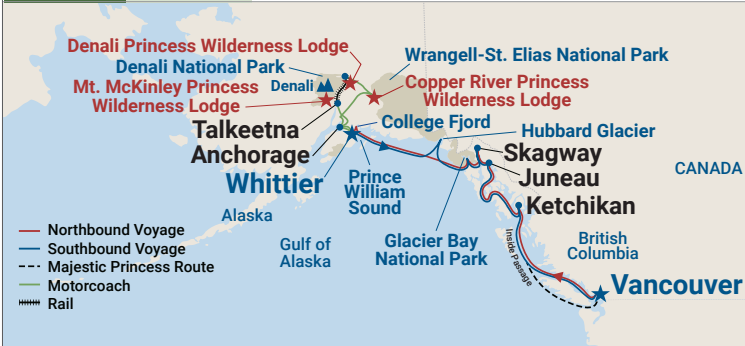 Denali Princess Wilderness Lodge
Denali National Park
Denali
Mt. McKinley Princess
Wilderness Lodge
Wrangell-St. Elias National Park
Copper River Princess
Wilderness Lodge
College Fjord
Hubbard Glacier
Talkeetna
Anchorage
Whittier
Skagway
Juneau
Ketchikan
CANADA
Prince
William
Sound
Alaska
Gulf of
Alaska
Glacier Bay
National Park
Inside Passage
British
Columbia
Vancouver
Northbound Voyage
Southbound Voyage
Majestic Princess Route
Motorcoach
Rail